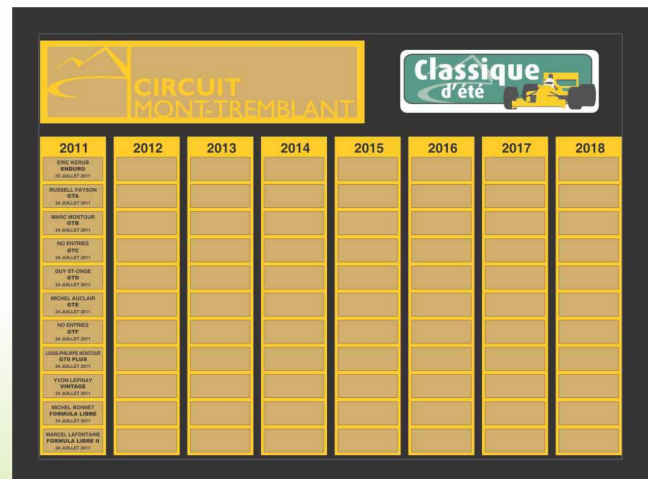 CIRCUIT
MONT-TREMBLANT
Classique
d'été
2011 2012 2013 2014 2015 2016 2017 2018
ERIC KERUB
ENDURO
23 JUILLET 2011
RUSSELL PAYSON
GTA
24 JUILLET 2011
MARC MONTOUR
GTB
24 JUILLET 2011
NO ENTRIES
GTC
24 JUILLET 2011
GUY ST-ONGE
GTD
24 JUILLET 2011
MICHEL AUCLAIR
GTE
24 JUILLET 2011
NO ENTRIES
GTF
24 JUILLET 2011
LOUIS-PHILIPPE MONTOUR
G70 PLUS
24 JUILLET 2011
YVON LEPINAY
VINTAGE
24 JUILLET 2011
MICHEL BONNET
FORMULA LIBRE
24 JUILLET 2011
MARCEL LAFONTAINE
FORMULA LIBRE II
24 JUILLET 2011